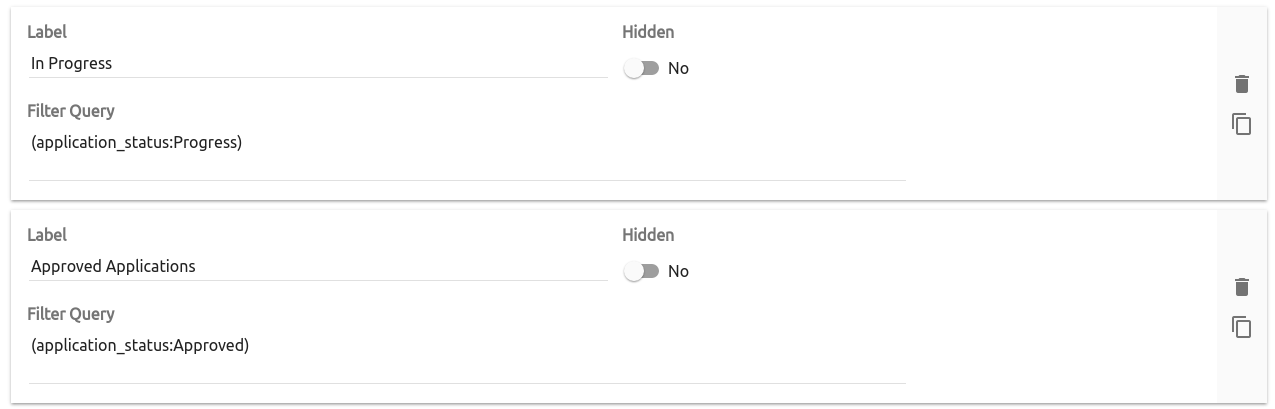 Label
Hidden
In Progress
No
Filter Query
(application_status:Progress)
Label
Hidden
Approved Applications
No
Filter Query
(application_status:Approved)